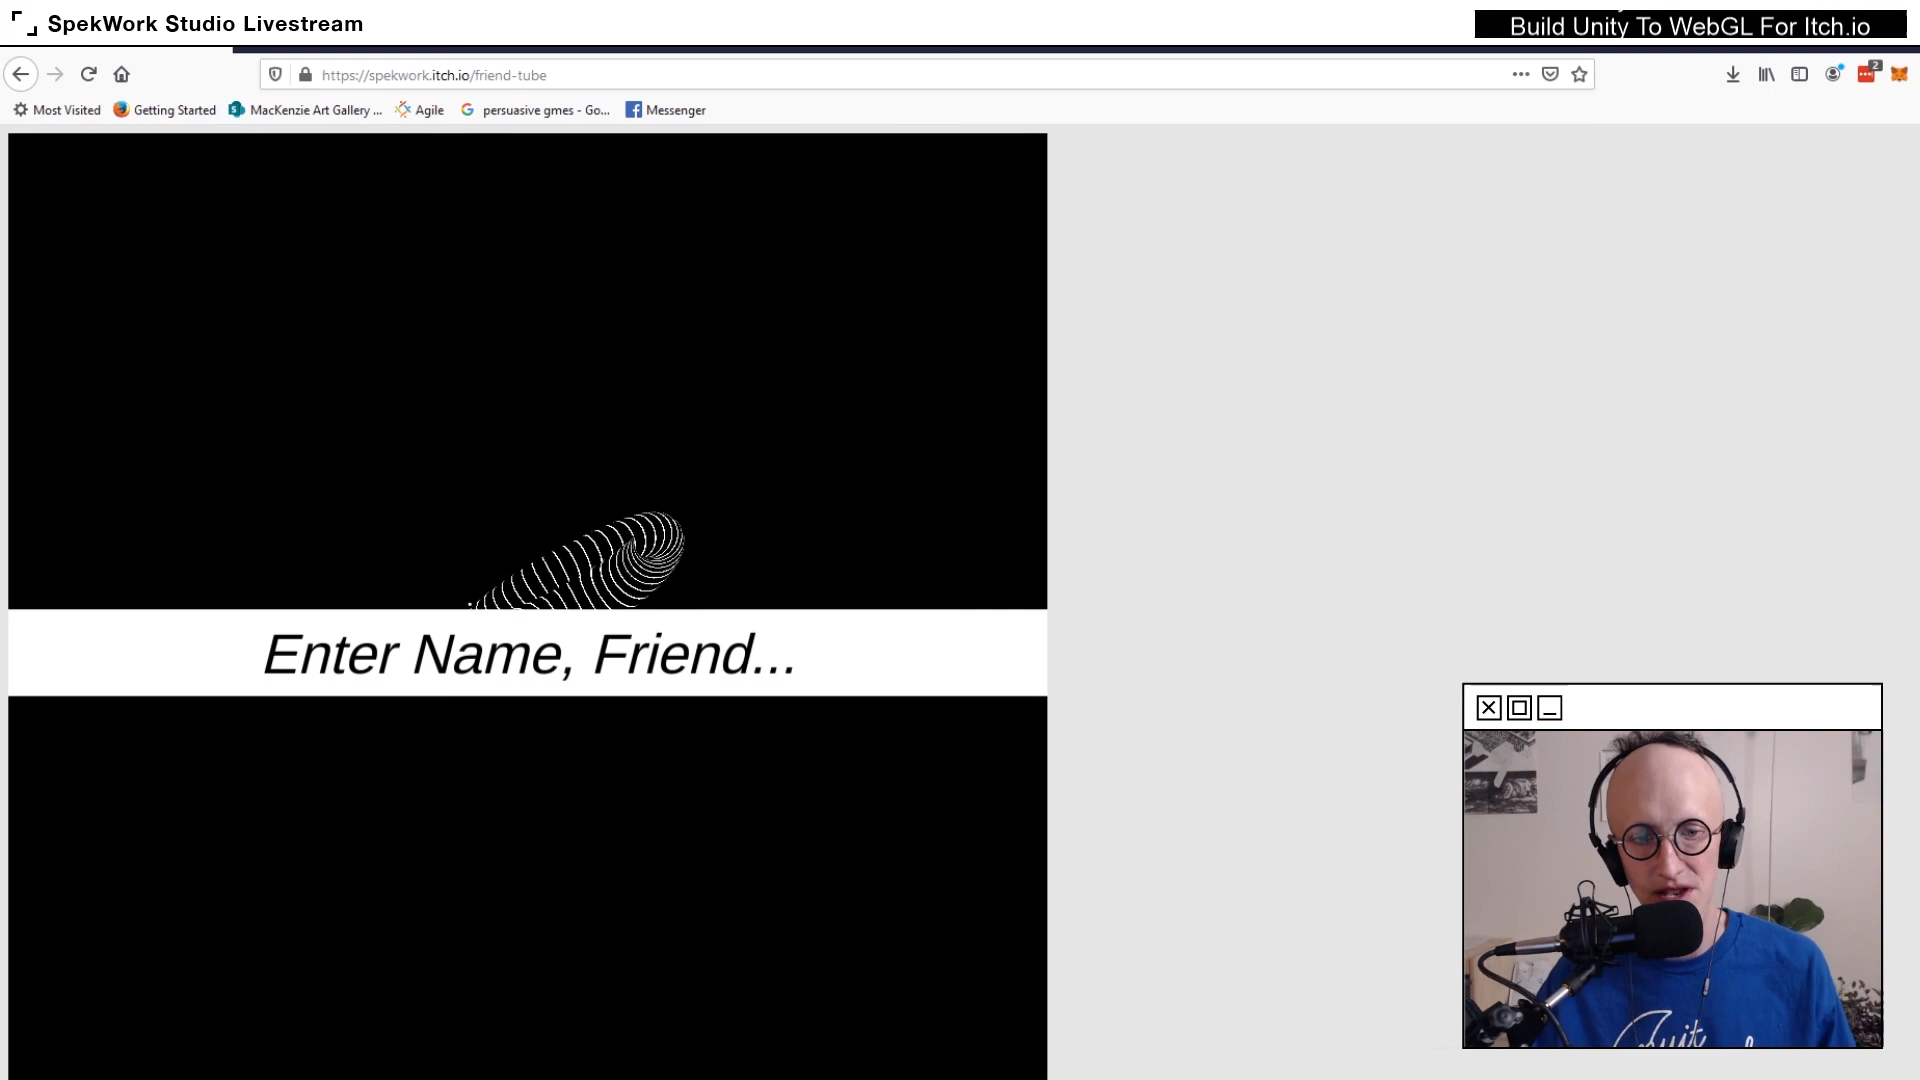 SpekWork Studio Livestream
Build Unity To WebGL For Itch.io
https://spekwork.itch.io/friend-tube
2
Most Visited
Getting Started
MacKenzie Art Gallery ...
Agile
persuasive gmes - Go...
Messenger
Enter Name, Friend...